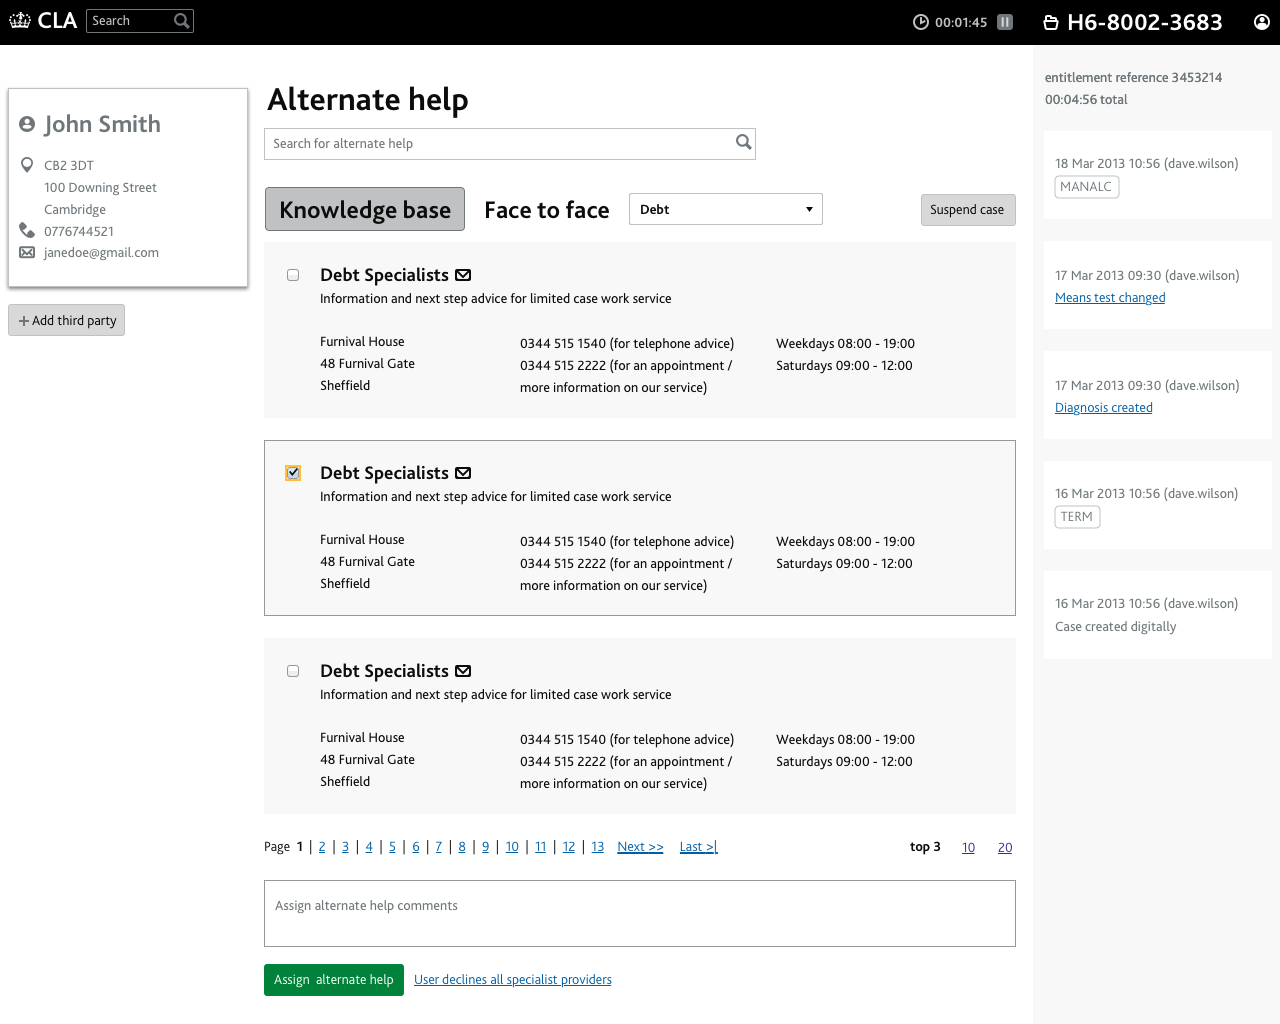 CLA
Search
00:01:45
H6-8002-3683
John Smith
CB2 3DT
100 Downing Street
Cambridge
0776744521
janedoe@gmail.com
Add third party
Alternate help
Search for alternate help
Knowledge base
Face to face
Debt
Suspend case
Debt Specialists
Information and next step advice for limited case work service
Furnival House
48 Furnival Gate
Sheffield
0344 515 1540 (for telephone advice)
0344 515 2222 (for an appointment /
more information on our service)
Weekdays 08:00 - 19:00
Saturdays 09:00 - 12:00
Debt Specialists
Information and next step advice for limited case work service
Furnival House
48 Furnival Gate
Sheffield
0344 515 1540 (for telephone advice)
0344 515 2222 (for an appointment /
more information on our service)
Weekdays 08:00 - 19:00
Saturdays 09:00 - 12:00
Debt Specialists
Information and next step advice for limited case work service
Furnival House
48 Furnival Gate
Sheffield
0344 515 1540 (for telephone advice)
0344 515 2222 (for an appointment /
more information on our service)
Weekdays 08:00 - 19:00
Saturdays 09:00 - 12:00
Page 1 | 2 | 3 | 4 | 5 | 6 | 7 | 8 | 9 | 10 | 11 | 12 | 13 Next >> Last >|
top 3 10 20
Assign alternate help comments
Assign alternate help
User declines all specialist providers
entitlement reference 3453214
00:04:56 total
18 Mar 2013 10:56 (dave.wilson)
MANALC
17 Mar 2013 09:30 (dave.wilson)
Means test changed
17 Mar 2013 09:30 (dave.wilson)
Diagnosis created
16 Mar 2013 10:56 (dave.wilson)
TERM
16 Mar 2013 10:56 (dave.wilson)
Case created digitally